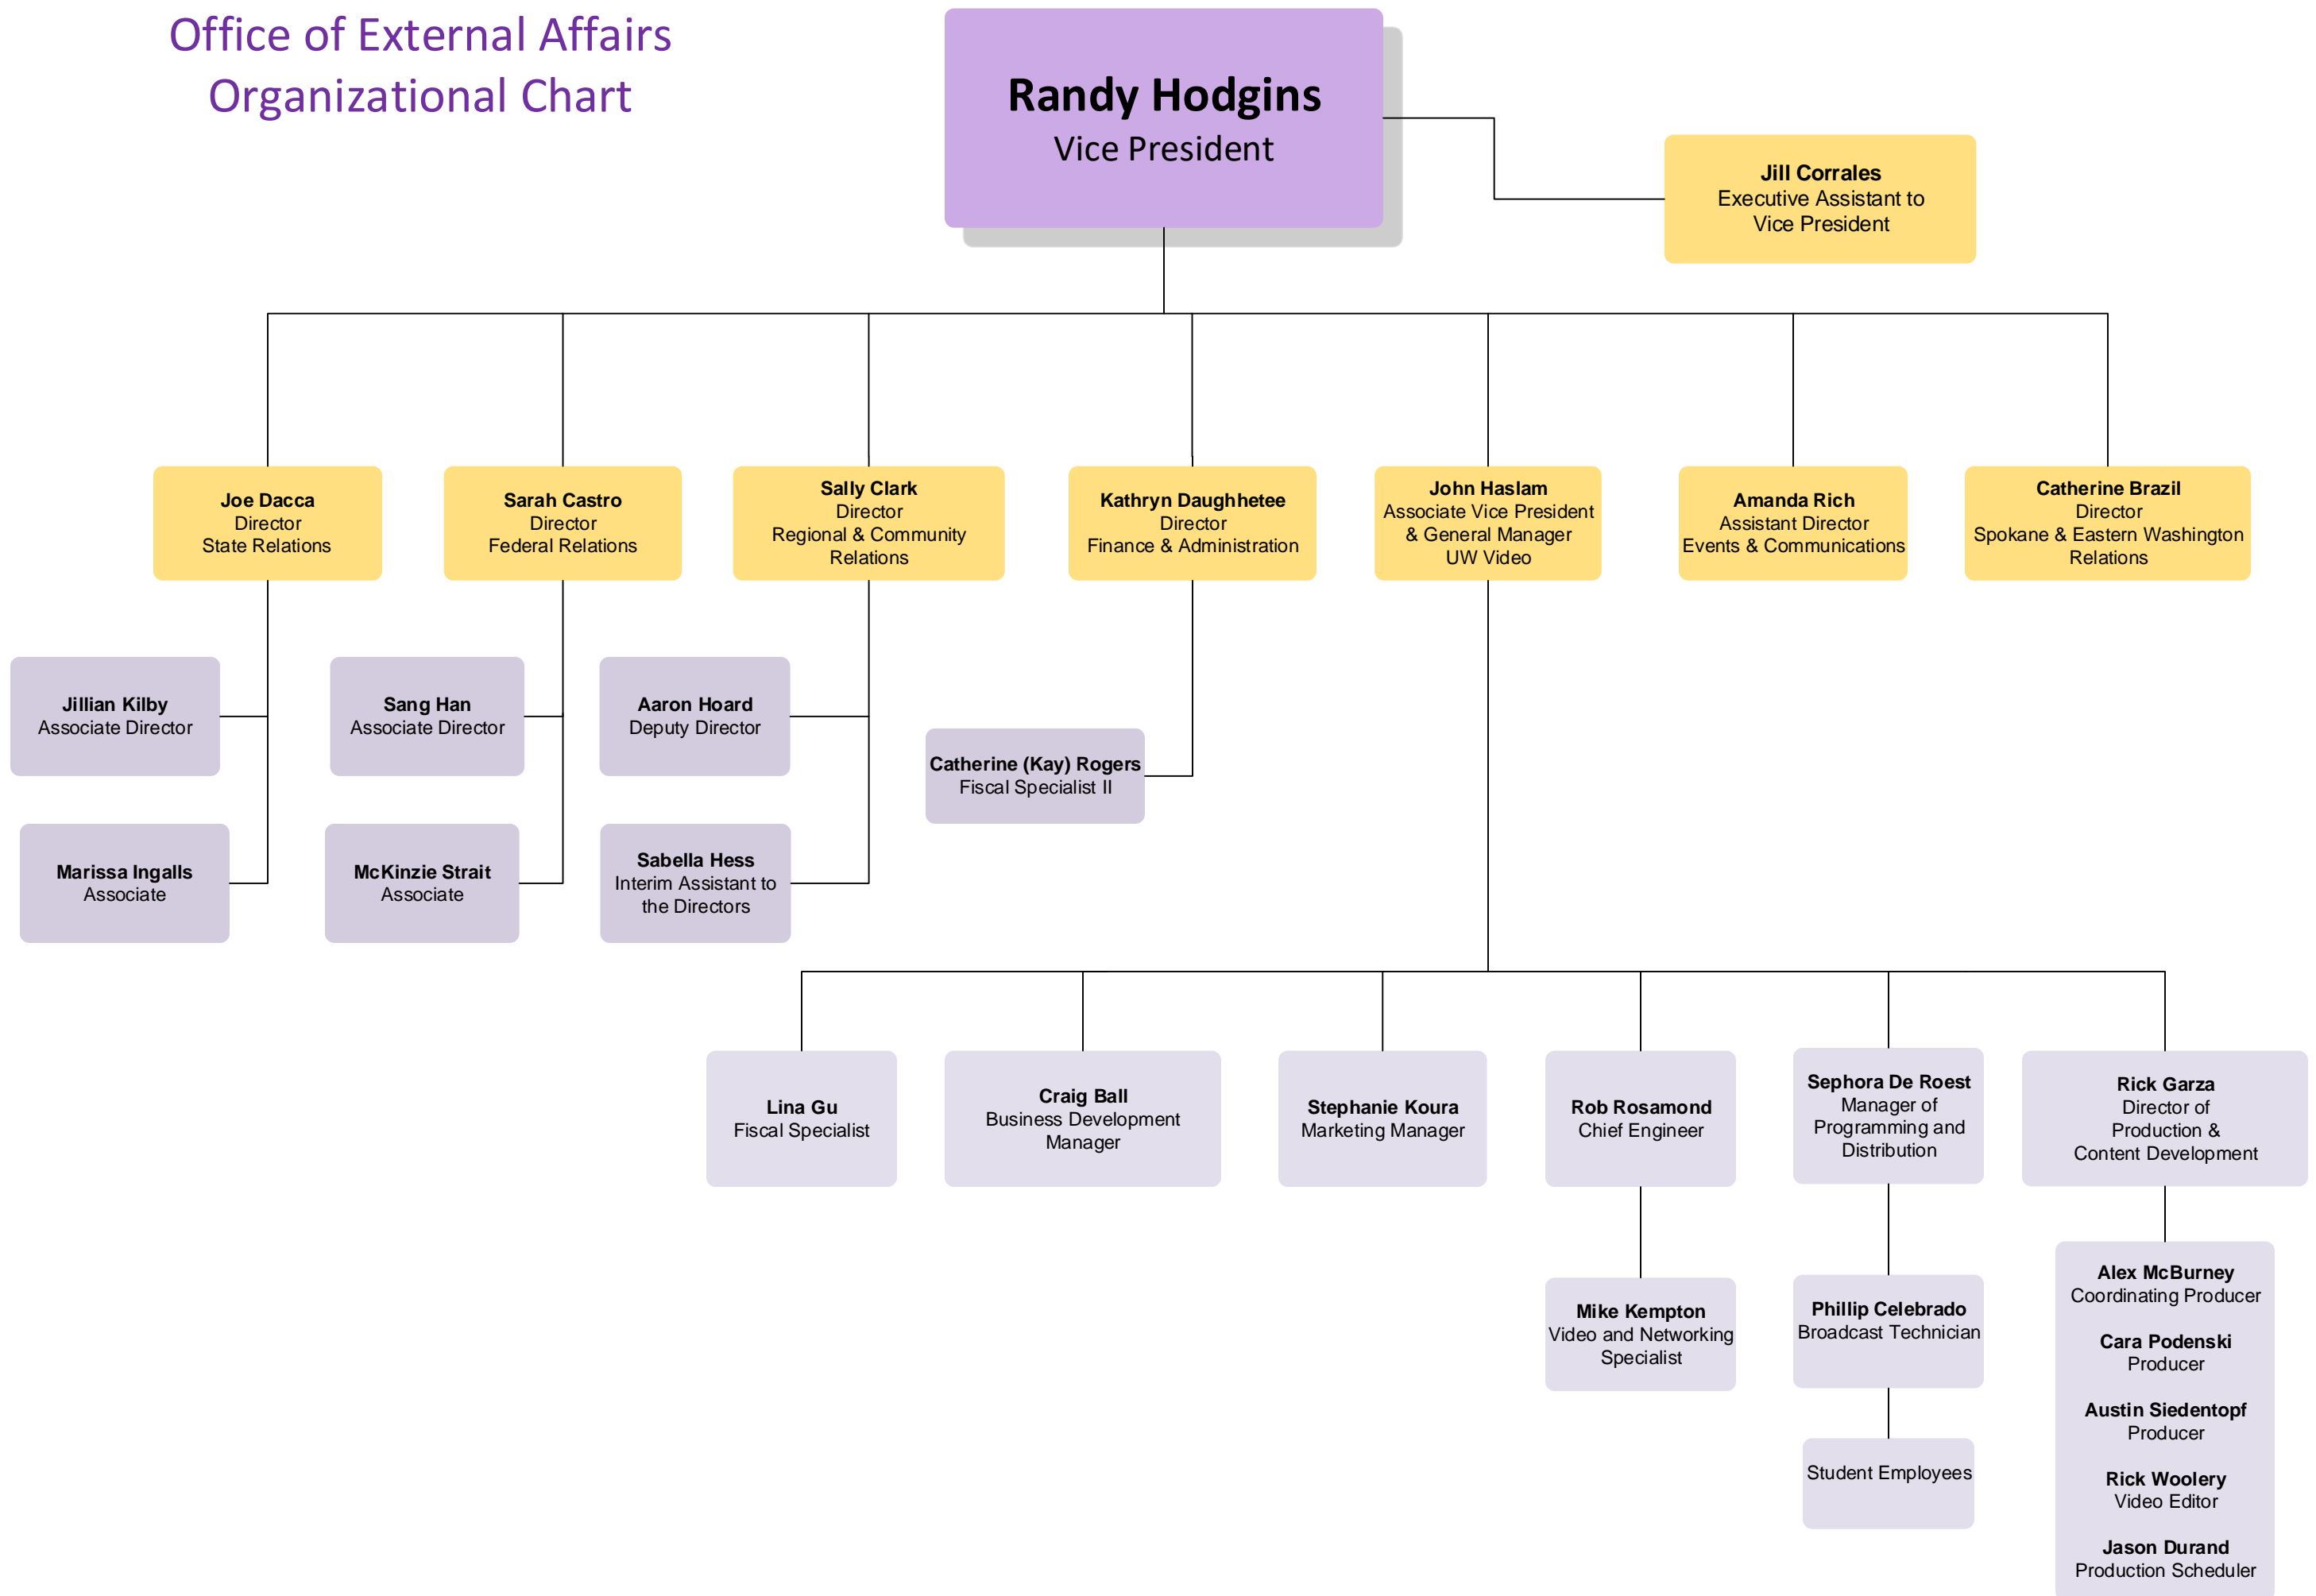 Office of External Affairs
Organizational Chart
Randy Hodgins
Vice President
Jill Corrales
Executive Assistant to
Vice President
Joe Dacca
Director
State Relations
Sarah Castro
Director
Federal Relations
Sally Clark
Director
Regional & Community
Relations
Kathryn Daughhetee
Director
Finance & Administration
John Haslam
Associate Vice President
& General Manager
UW Video
Amanda Rich
Assistant Director
Events & Communications
Catherine Brazil
Director
Spokane & Eastern Washington
Relations
Jillian Kilby
Associate Director
Sang Han
Associate Director
Aaron Hoard
Deputy Director
Catherine (Kay) Rogers
Fiscal Specialist II
Marissa Ingalls
Associate
McKinzie Strait
Associate
Sabella Hess
Interim Assistant to
the Directors
Lina Gu
Fiscal Specialist
Craig Ball
Business Development
Manager
Stephanie Koura
Marketing Manager
Rob Rosamond
Chief Engineer
Sephora De Roest
Manager of
Programming and
Distribution
Rick Garza
Director of
Production &
Content Development
Mike Kempton
Video and Networking
Specialist
Phillip Celebrado
Broadcast Technician
Student Employees
Alex McBurney
Coordinating Producer
Cara Podenski
Producer
Austin Siedentopf
Producer
Rick Woolery
Video Editor
Jason Durand
Production Scheduler